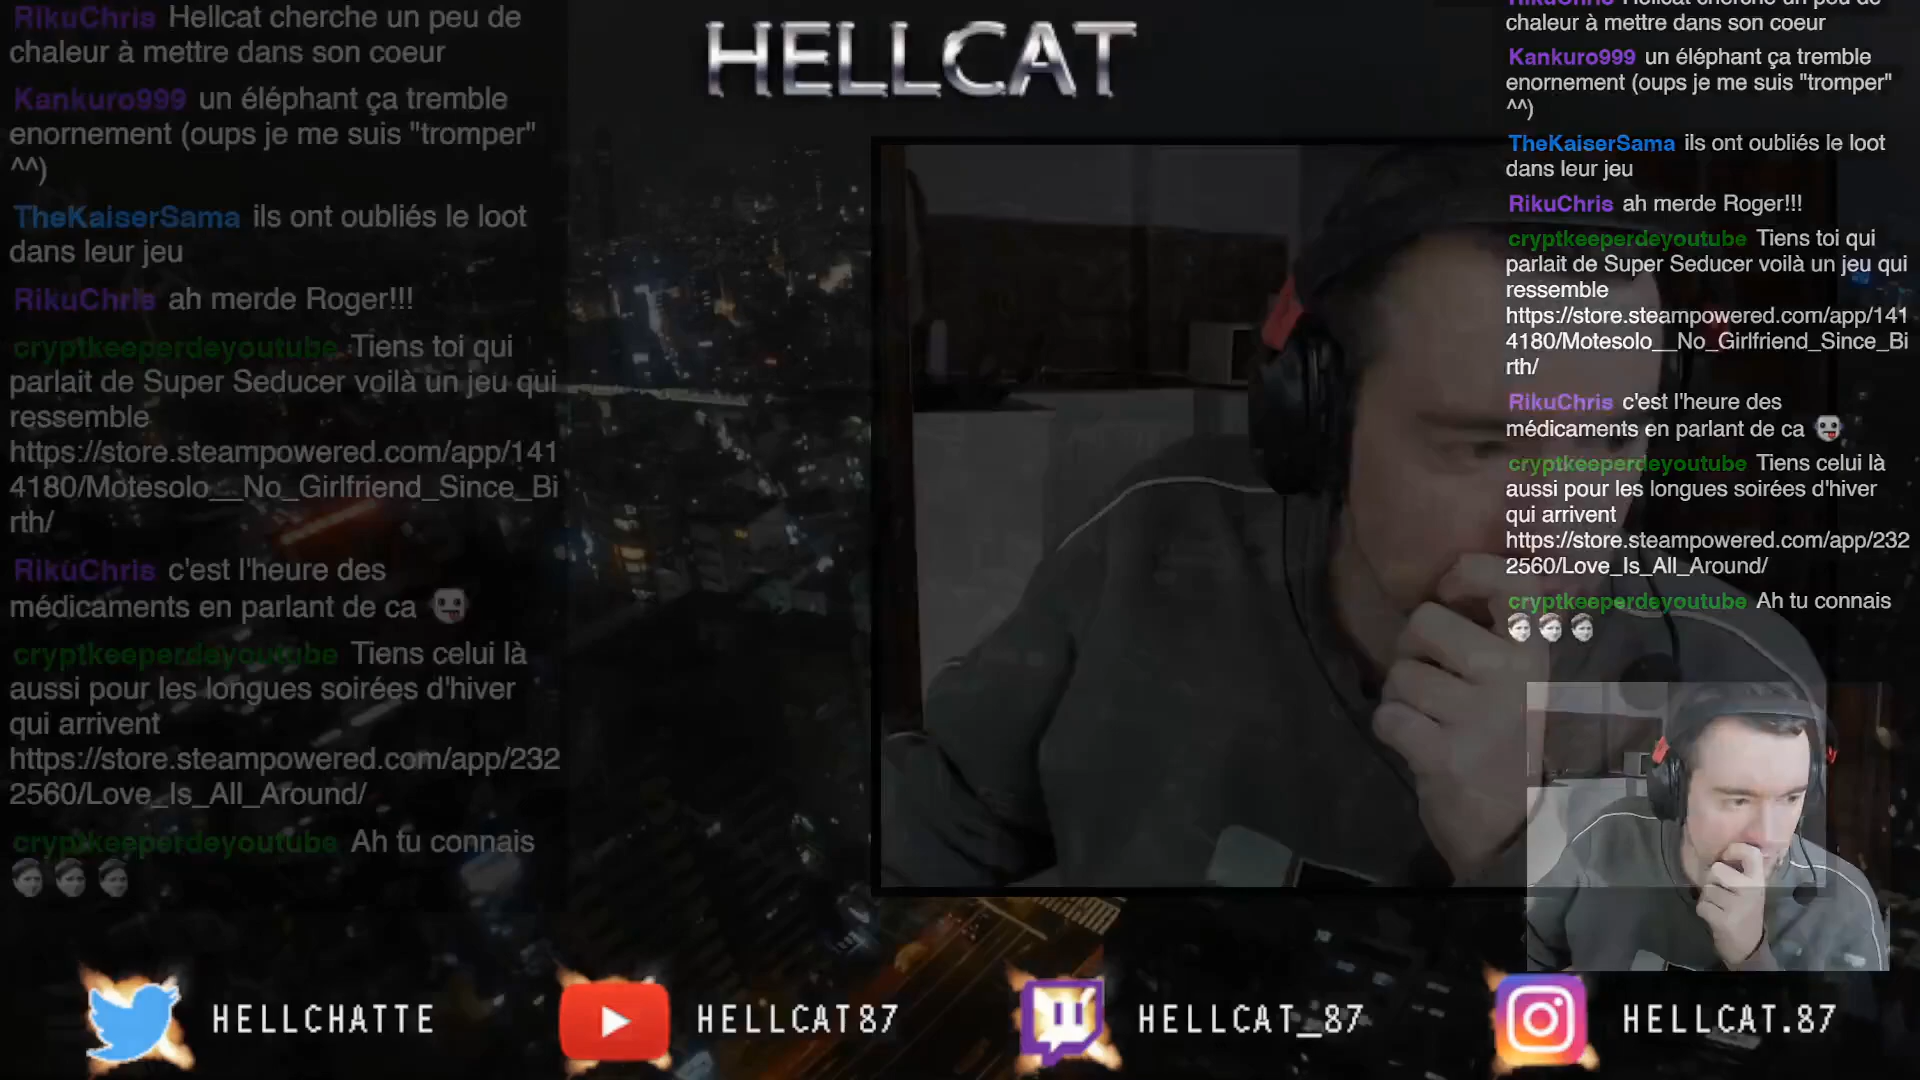 RikuChris Hellcat cherche un peu de
chaleur à mettre dans son coeur
Kankuro999 un éléphant ça tremble
enornement (oups je me suis "tromper"
^^)
TheKaiserSama ils ont oubliés le loot
dans leur jeu
RikuChris ah merde Roger!!!
cryptkeeperdeyoutube Tiens toi qui
parlait de Super Seducer voilà un jeu qui
ressemble
https://store.steampowered.com/app/141
4180/Motesolo__No_Girlfriend_Since_Bi
rth/
RikuChris c'est l'heure des
médicaments en parlant de ca
cryptkeeperdeyoutube Tiens celui là
aussi pour les longues soirées d'hiver
qui arrivent
https://store.steampowered.com/app/232
2560/Love_Is_All_Around/
cryptkeeperdeyoutube Ah tu connais
HELLCAT
RikuChris Hellcat cherche un peu de
chaleur à mettre dans son coeur
Kankuro999 un éléphant ça tremble
enornement (oups je me suis "tromper"
^^)
TheKaiserSama ils ont oubliés le loot
dans leur jeu
RikuChris ah merde Roger!!!
cryptkeeperdeyoutube Tiens toi qui
parlait de Super Seducer voilà un jeu qui
ressemble
https://store.steampowered.com/app/141
4180/Motesolo__No_Girlfriend_Since_Bi
rth/
RikuChris c'est l'heure des
médicaments en parlant de ca
cryptkeeperdeyoutube Tiens celui là
aussi pour les longues soirées d'hiver
qui arrivent
https://store.steampowered.com/app/232
2560/Love_Is_All_Around/
cryptkeeperdeyoutube Ah tu connais
HELLCHATTE
HELLCAT87
HELLCAT_87
HELLCAT.87